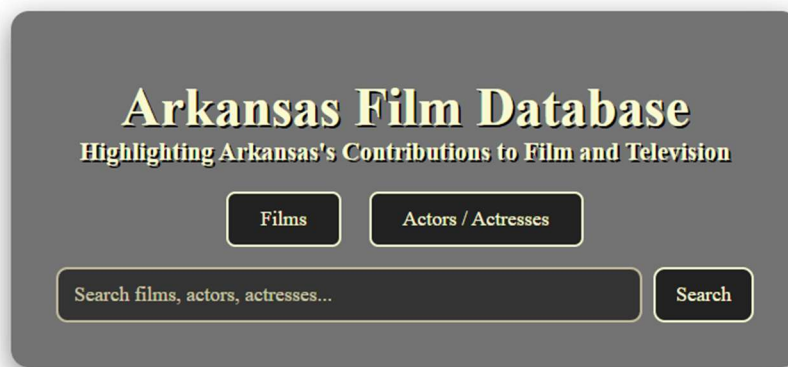 Arkansas Film Database
Highlighting Arkansas's Contributions to Film and Television
Films
Actors / Actresses
Search films, actors, actresses...
Search